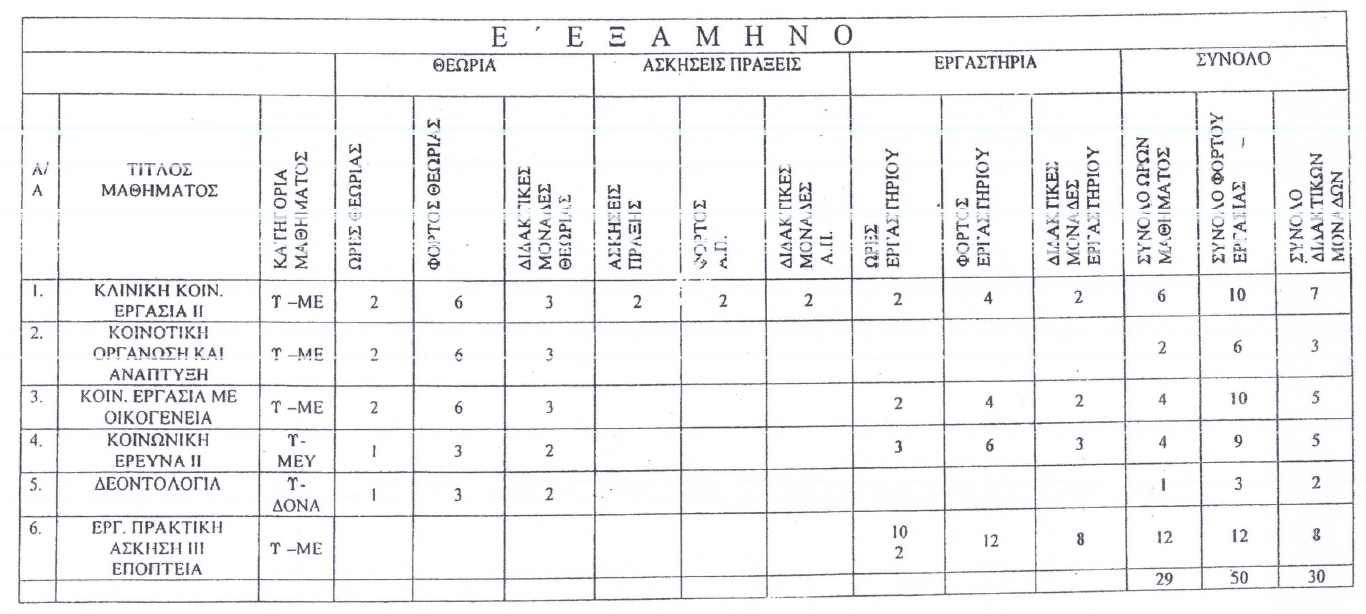 Ε ΄ Ε Ξ Α Μ Η Ν Ο
ΘΕΩΡΙΑ ΑΣΚΗΣΕΙΣ ΠΡΑΞΕΙΣ ΕΡΓΑΣΤΗΡΙΑ ΣΥΝΟΛΟ
Α/
Α
ΤΙΤΛΟΣ
ΜΑΘΗΜΑΤΟΣ
ΚΑΤΗΓΟΡΙΑ
ΜΑΘΗΜΑΤΟΣ
ΩΡΕΣ ΘΕΩΡΙΑΣ
ΦΟΡΤΟΣ ΘΕΩΡΙΑΣ
ΔΙΔΑΚΤΙΚΕΣ
ΜΟΝΑΔΕΣ
ΘΕΩΡΙΑΣ
ΑΣΚΗΣΕΙΣ
ΠΡΑΞΗΣ
ΦΟΡΤΟΣ
Α.Π.
ΔΙΔΑΚΤΙΚΕΣ
ΜΟΝΑΔΕΣ
Α.Π.
ΩΡΕΣ
ΕΡΓΑΣΤΗΡΙΟΥ
ΦΟΡΤΟΣ
ΕΡΓΑΣΤΗΡΙΟΥ
ΔΙΔΑΚΤΙΚΕΣ
ΜΟΝΑΔΕΣ
ΕΡΓΑΣΤΗΡΙΟΥ
ΣΥΝΟΛΟ ΩΡΩΝ
ΜΑΘΗΜΑΤΟΣ
ΣΥΝΟΛΟ ΦΟΡΤΟΥ
ΕΡΓΑΣΙΑΣ
ΣΥΝΟΛΟ
ΔΙΔΑΚΤΙΚΩΝ
ΜΟΝΑΔΩΝ
1. ΚΛΙΝΙΚΗ ΚΟΙΝ.
ΕΡΓΑΣΙΑ ΙΙ
Υ –ΜΕ 2 6 3 2 2 2 2 4 2 6 10 7
2. ΚΟΙΝΟΤΙΚΗ
ΟΡΓΑΝΩΣΗ ΚΑΙ
ΑΝΑΠΤΥΞΗ
Υ –ΜΕ 2 6 3 2 6 3
3. ΚΟΙΝ. ΕΡΓΑΣΙΑ ΜΕ
ΟΙΚΟΓΕΝΕΙΑ
Υ –ΜΕ 2 6 3 2 4 2 4 10 5
4. ΚΟΙΝΩΝΙΚΗ
ΕΡΕΥΝΑ ΙΙ
Υ-
ΜΕΥ
1 3 2 3 6 3 4 9 5
5. ΔΕΟΝΤΟΛΟΓΙΑ
Υ-
ΔΟΝΑ
1 3 2 1 3 2
6. ΕΡΓ. ΠΡΑΚΤΙΚΗ
ΑΣΚΗΣΗ ΙΙΙ
ΕΠΟΠΤΕΙΑ
Υ –ΜΕ
10
2
12 8 12 12 8
29 50 30